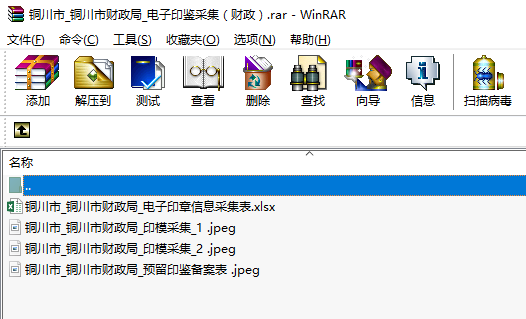 铜川市_铜川市财政局_电子印鉴采集（财政）.rar - WinRAR
文件(F) 命令(C) 工具(S) 收藏夹(O) 选项(N) 帮助(H)
添加 解压到 测试 查看 删除 查找 向导 信息 扫描病毒
名称
..
铜川市_铜川市财政局_电子印章信息采集表.xlsx
铜川市_铜川市财政局_印模采集_1 .jpeg
铜川市_铜川市财政局_印模采集_2 .jpeg
铜川市_铜川市财政局_预留印鉴备案表 .jpeg